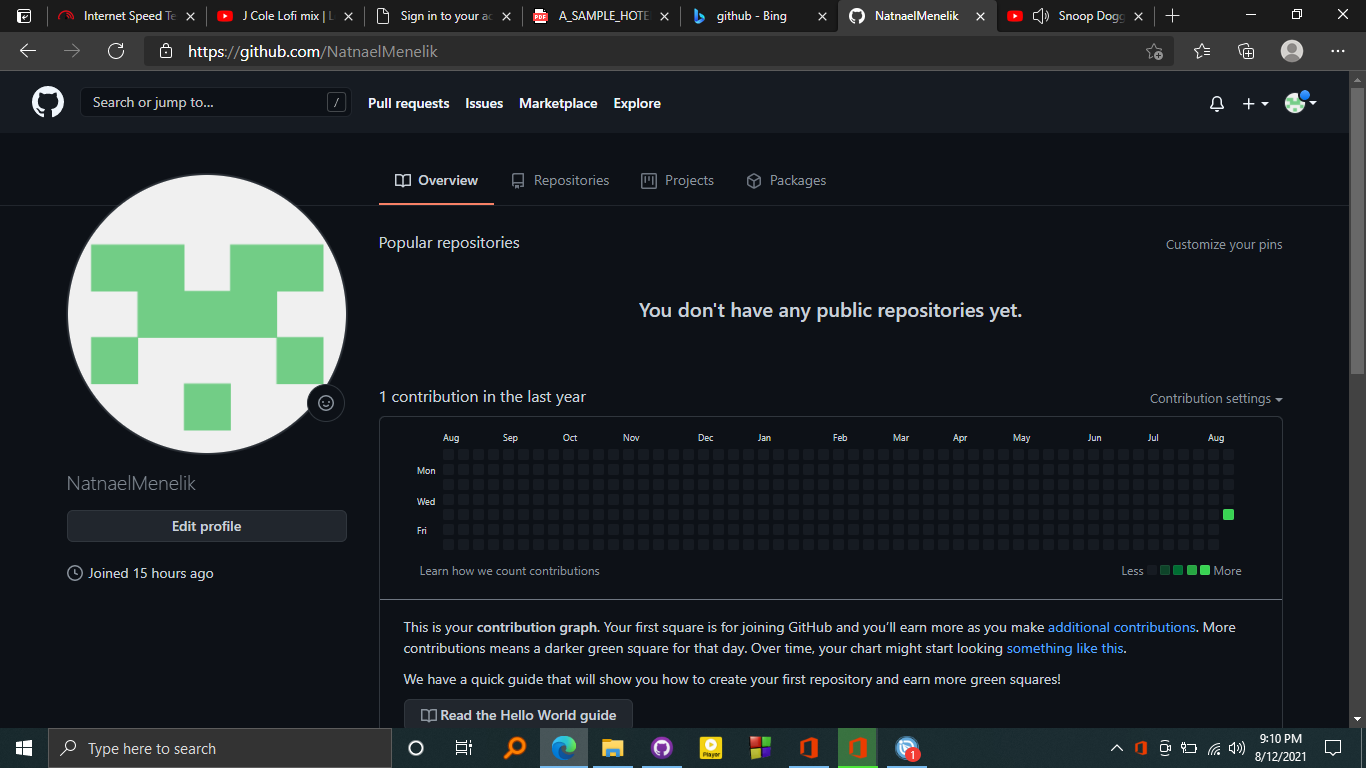 Internet Speed Te
J Cole Lofi mix | L
Sign in to your ac
PDF
A_SAMPLE_HOTE
github - Bing
NatnaelMenelik
Snoop Dogg
https://github.com/NatnaelMenelik
Search or jump to...
/
Pull requests
Issues
Marketplace
Explore
Overview
Repositories
Projects
Packages
Popular repositories
Customize your pins
You don't have any public repositories yet.
1 contribution in the last year
Contribution settings
Aug Sep Oct Nov Dec Jan Feb Mar Apr May Jun Jul Aug
Mon
Wed
Fri
Learn how we count contributions
Less
More
NatnaelMenelik
Edit profile
Joined 15 hours ago
This is your contribution graph. Your first square is for joining GitHub and you’ll earn more as you make additional contributions. More
contributions means a darker green square for that day. Over time, your chart might start looking something like this.
We have a quick guide that will show you how to create your first repository and earn more green squares!
Read the Hello World guide
Type here to search
Player
1
9:10 PM
8/12/2021